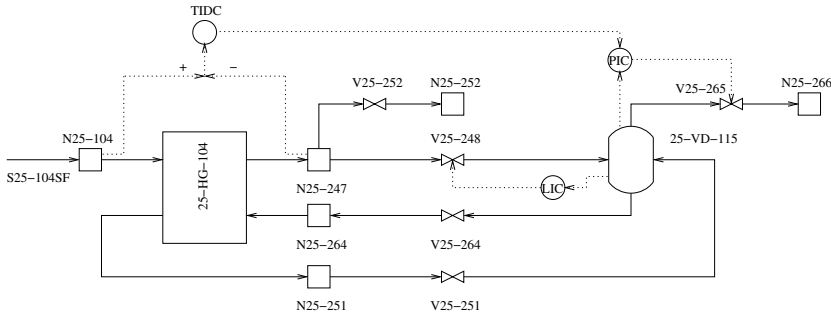 TIDC
PIC
+
−
V25−252
N25−252
V25−265
N25−266
N25−104
V25−248
25−VD−115
25−HG−104
S25−104SF
N25−247
LIC
N25−264
V25−264
N25−251
V25−251